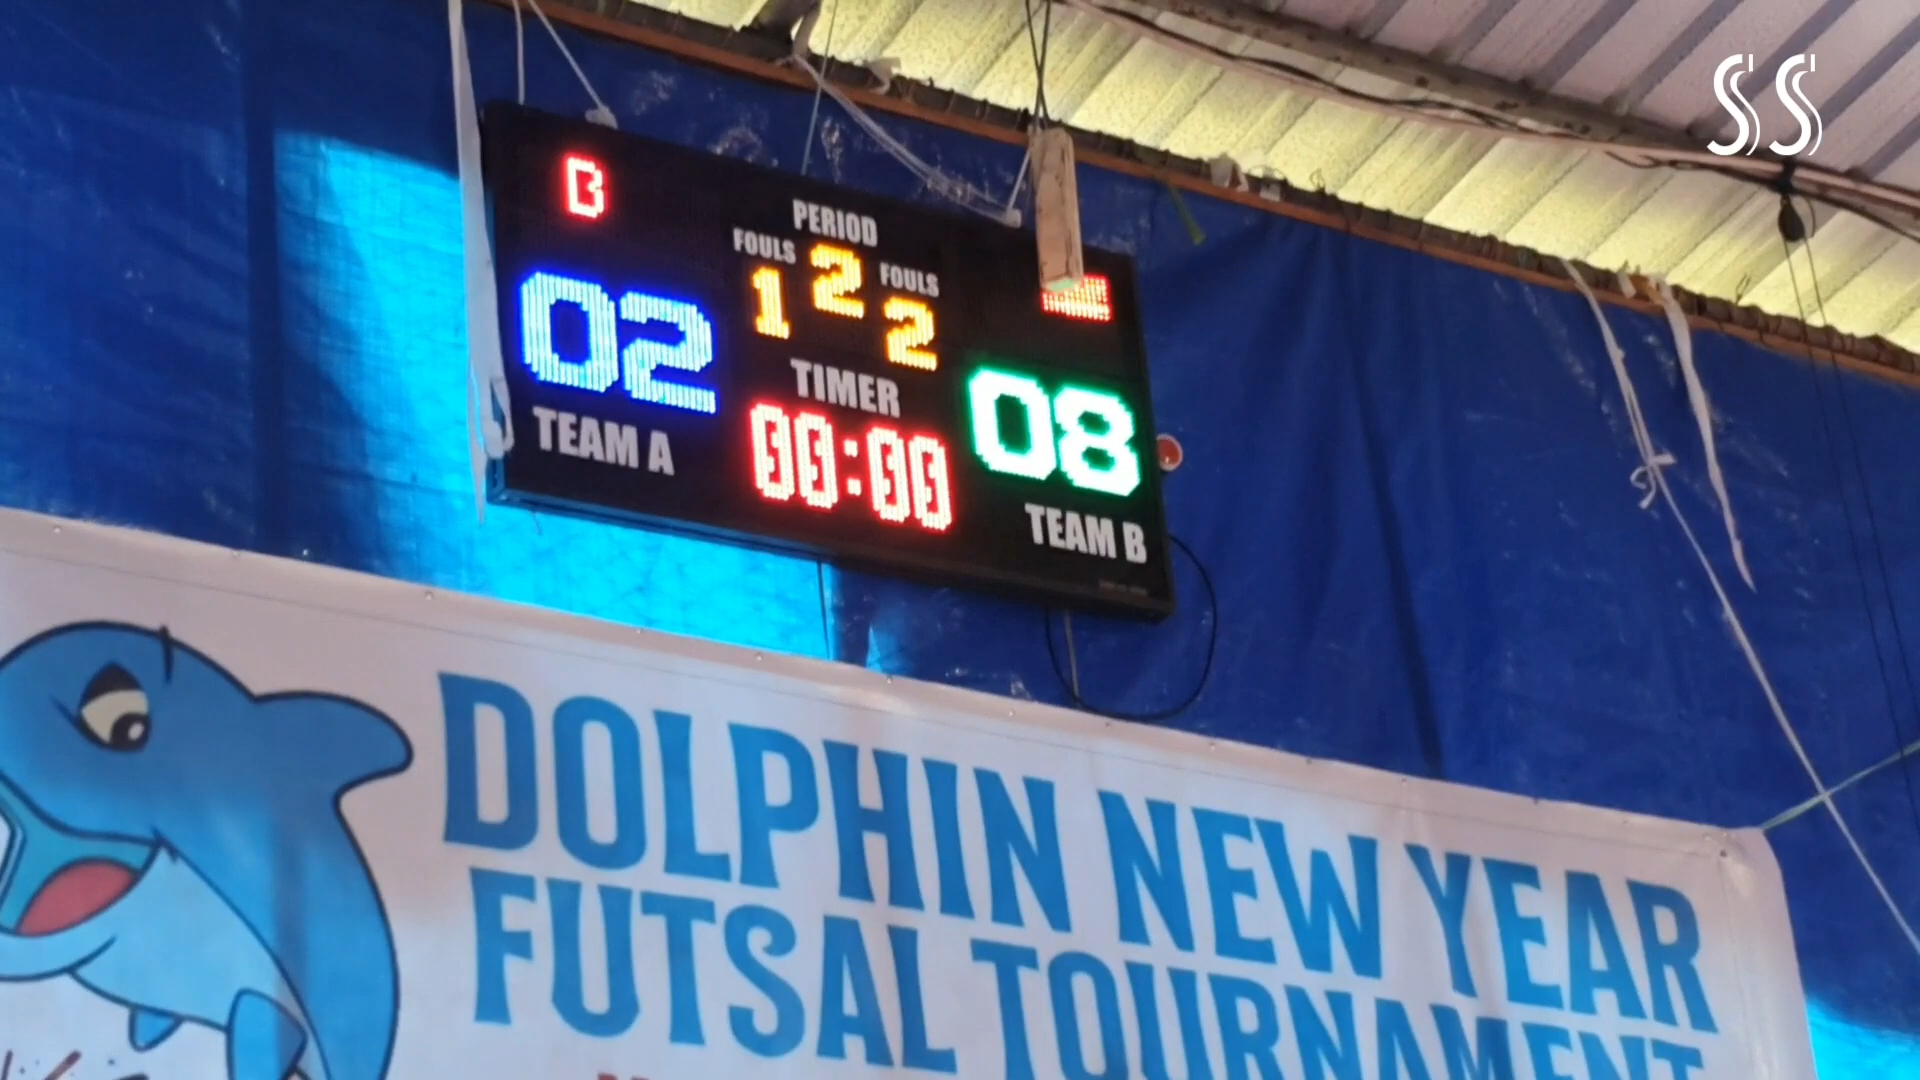 SS
B
PERIOD
FOULS 2 FOULS
1 2
02 08
TIMER
00:00
TEAM A
TEAM B
DOLPHIN NEW YEAR
FUTSAL TOURNAMENT